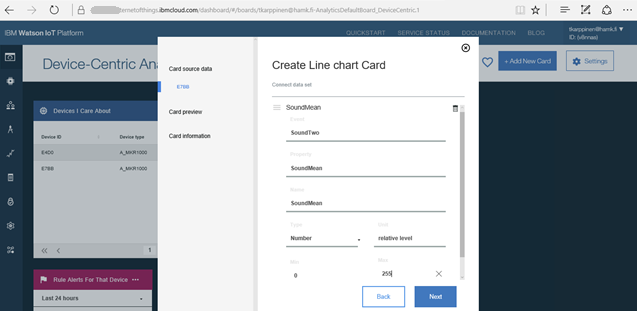 ternetofthings.ibmcloud.com/dashboard/#/boards/tkarppinen@hamk.fi-AnalyticsDefaultBoard_DeviceCentric.1
IBM Watson IoT Platform
QUICKSTART
SERVICE STATUS
DOCUMENTATION
BLOG
tkarppinen@hamk.fi
Device-Centric Ana
+ Add New Card
Settings
Devices I Care About
Device ID
Device type
E4D0
A_MKR1000
E7BB
A_MKR1000
1
Rule Alerts For That Device
Last 24 hours
Card source data
E7BB
Card preview
Card information
Create Line chart Card
Connect data set
SoundMean
Event
SoundTwo
Property
SoundMean
Name
SoundMean
Type
Unit
Number
relative level
Min
Max
0
255
Back
Next